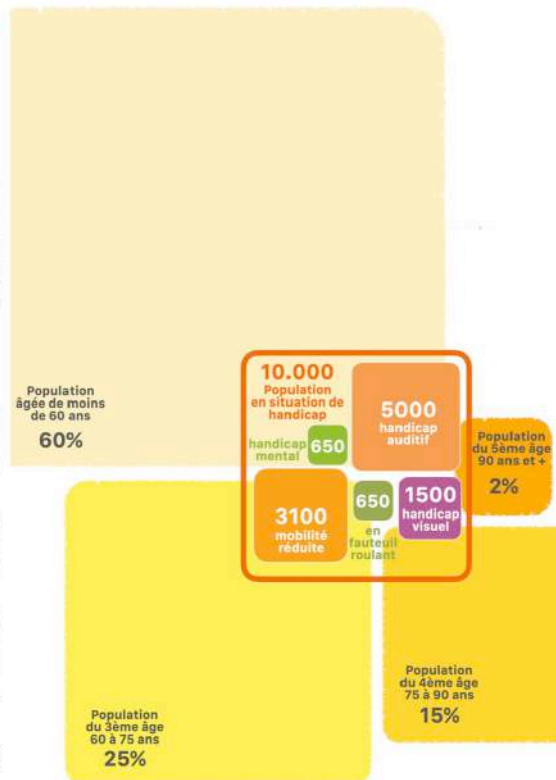 Population
âgée de moins
de 60 ans
60%
10.000
Population
en situation de
handicap
5000
handicap
auditif
handicap
mental
650
Population
du 5ème âge
90 ans et +
2%
3100
mobilité
réduite
650
en
fauteuil
roulant
1500
handicap
visuel
Population
du 4ème âge
75 à 90 ans
15%
Population
du 3ème âge
60 à 75 ans
25%